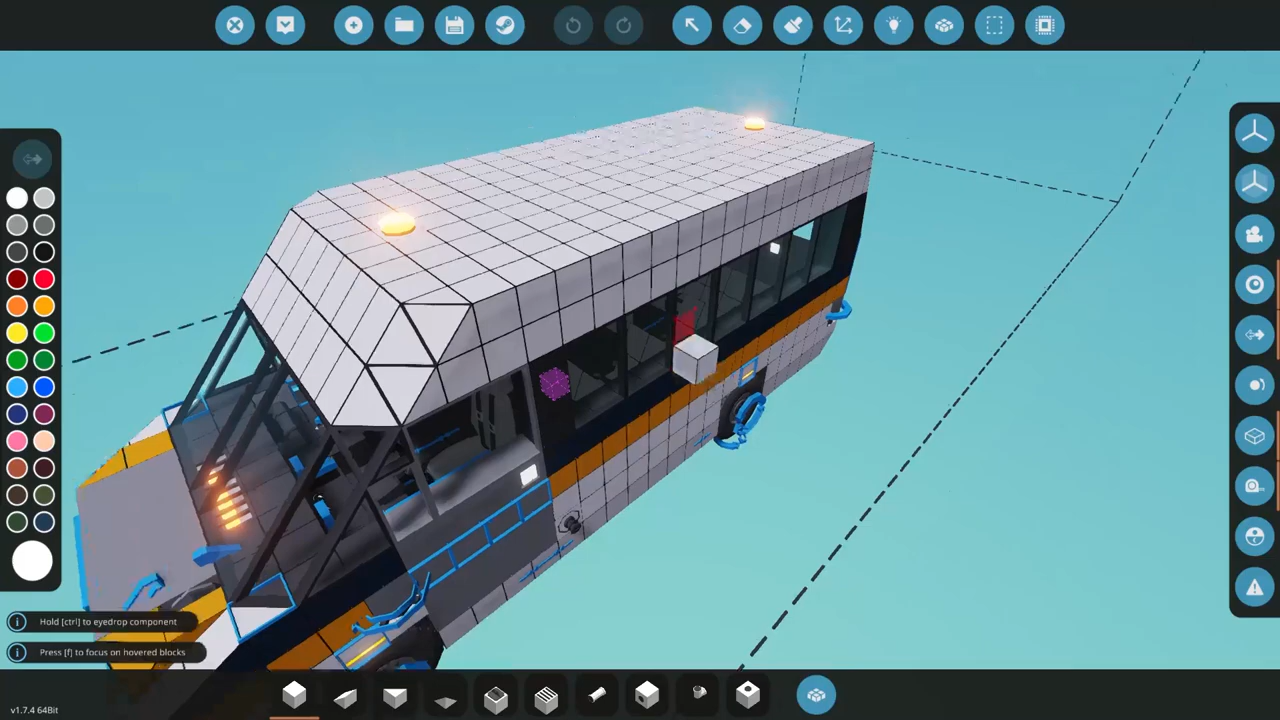 Hold [ctrl] to eyedrop component
Press [f] to focus on hovered blocks
v1.7.4 64Bit